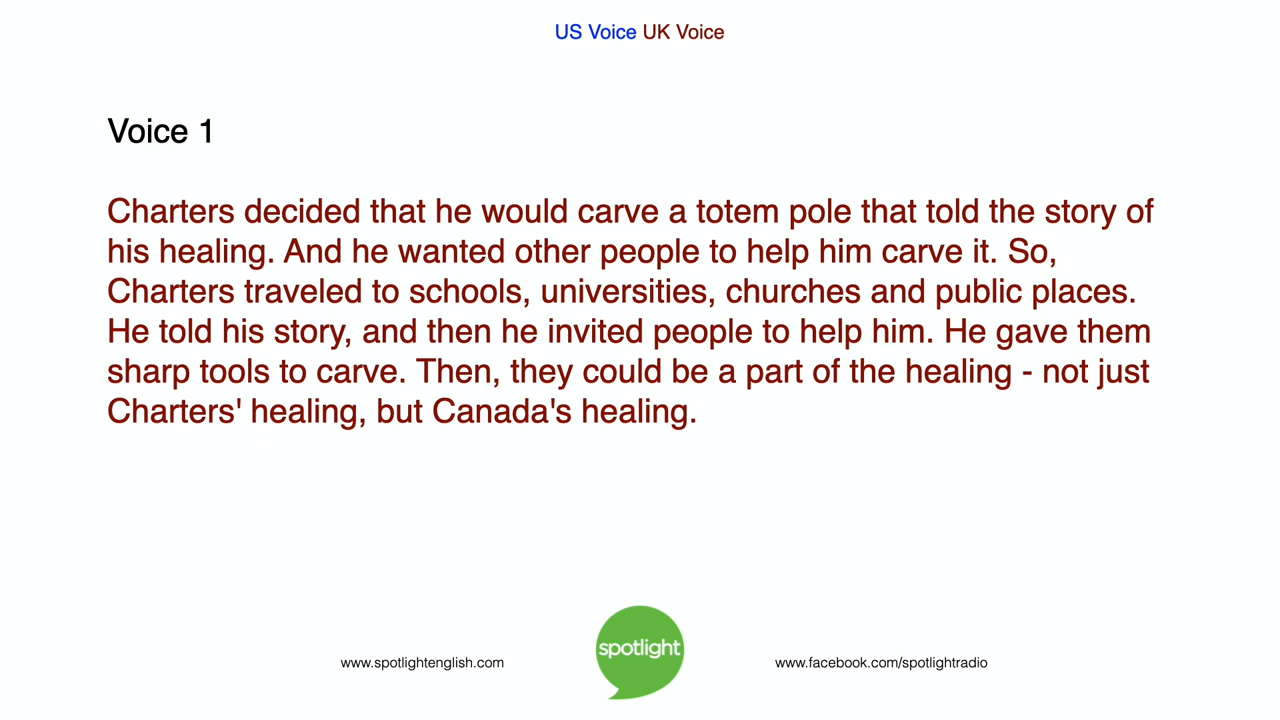 US Voice UK Voice
Voice 1
Charters decided that he would carve a totem pole that told the story of
his healing. And he wanted other people to help him carve it. So,
Charters traveled to schools, universities, churches and public places.
He told his story, and then he invited people to help him. He gave them
sharp tools to carve. Then, they could be a part of the healing - not just
Charters' healing, but Canada's healing.
www.spotlightenglish.com
spotlight
www.facebook.com/spotlightradio